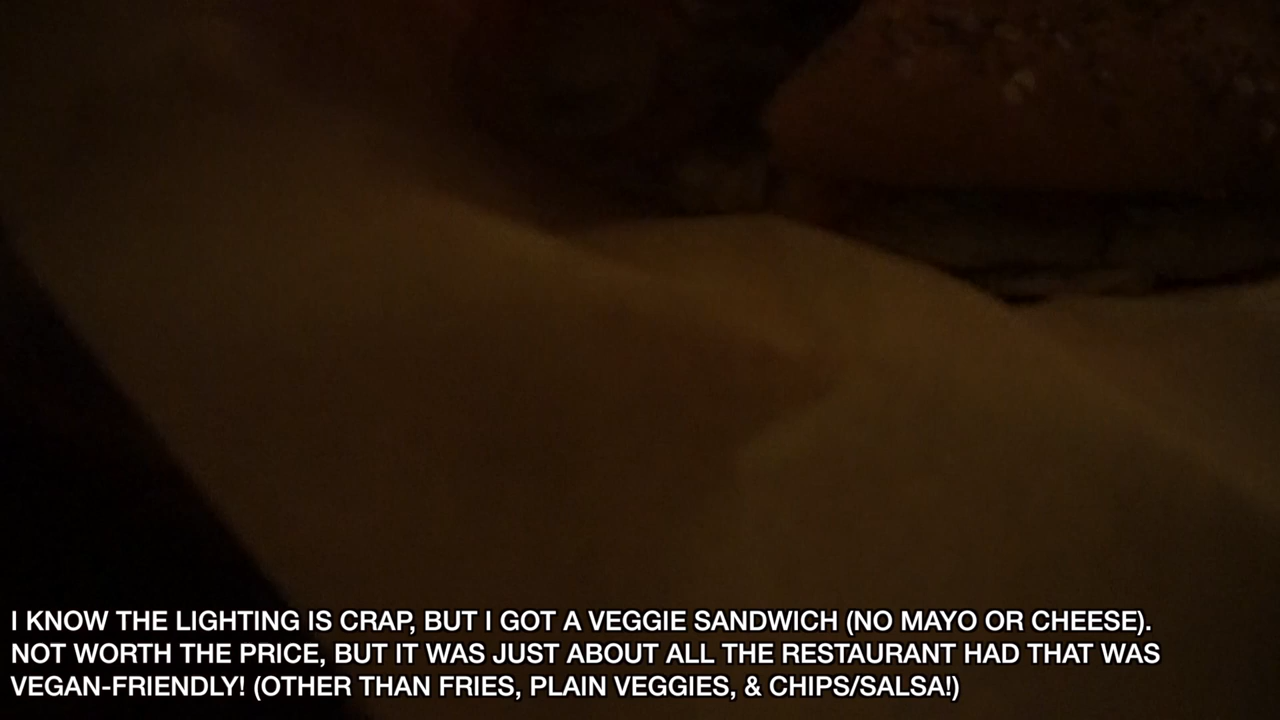 I KNOW THE LIGHTING IS CRAP, BUT I GOT A VEGGIE SANDWICH (NO MAYO OR CHEESE).
NOT WORTH THE PRICE, BUT IT WAS JUST ABOUT ALL THE RESTAURANT HAD THAT WAS
VEGAN-FRIENDLY! (OTHER THAN FRIES, PLAIN VEGGIES, & CHIPS/SALSA!)